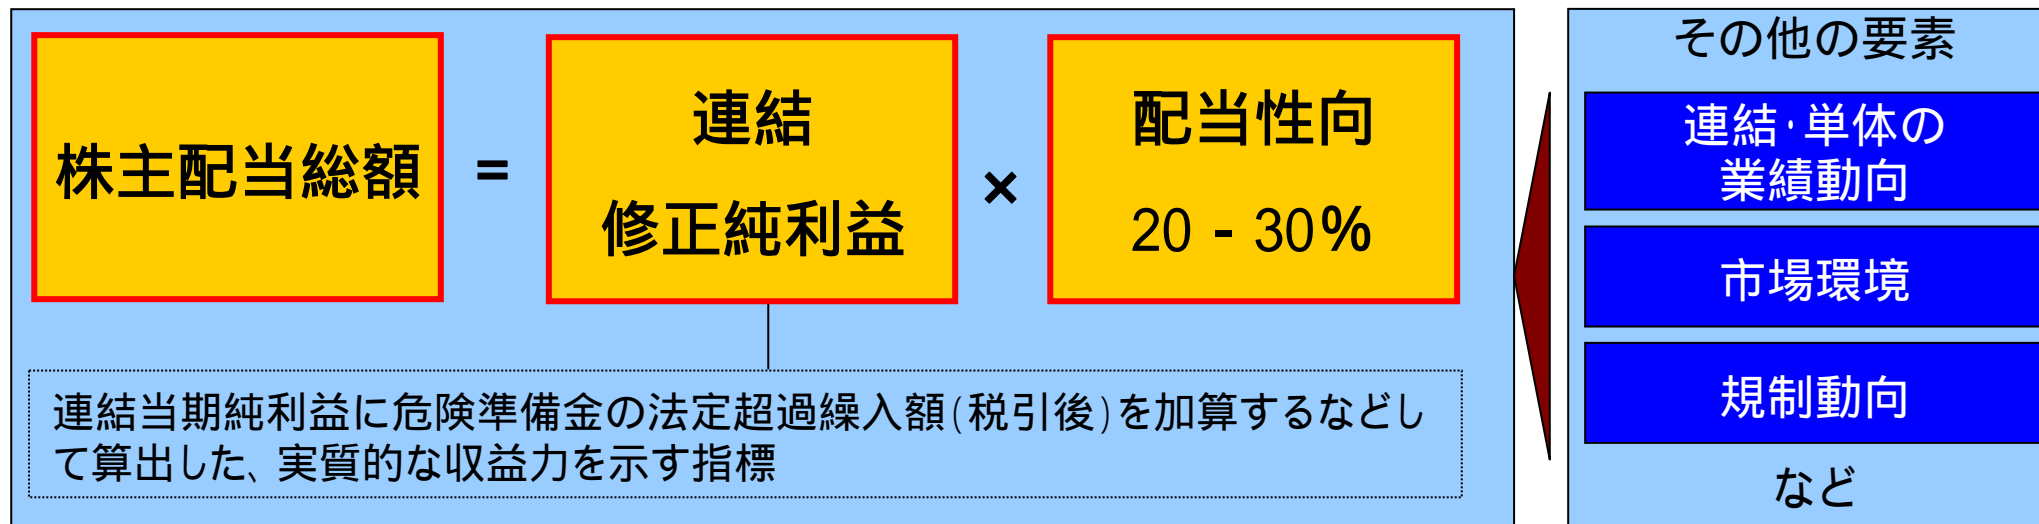 株主配当総額
=
連結
修正純利益
×
配当性向
20 - 30%
連結当期純利益に危険準備金の法定超過繰入額(税引後)を加算するなどし
て算出した、実質的な収益力を示す指標
その他の要素
連結・単体の
業績動向
市場環境
規制動向
など